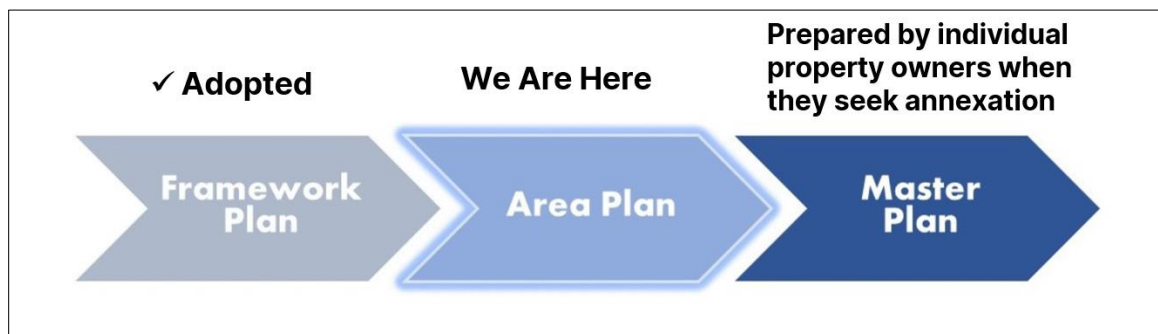 ✓ Adopted
We Are Here
Prepared by individual
property owners when
they seek annexation
Framework
Plan
Area Plan
Master
Plan